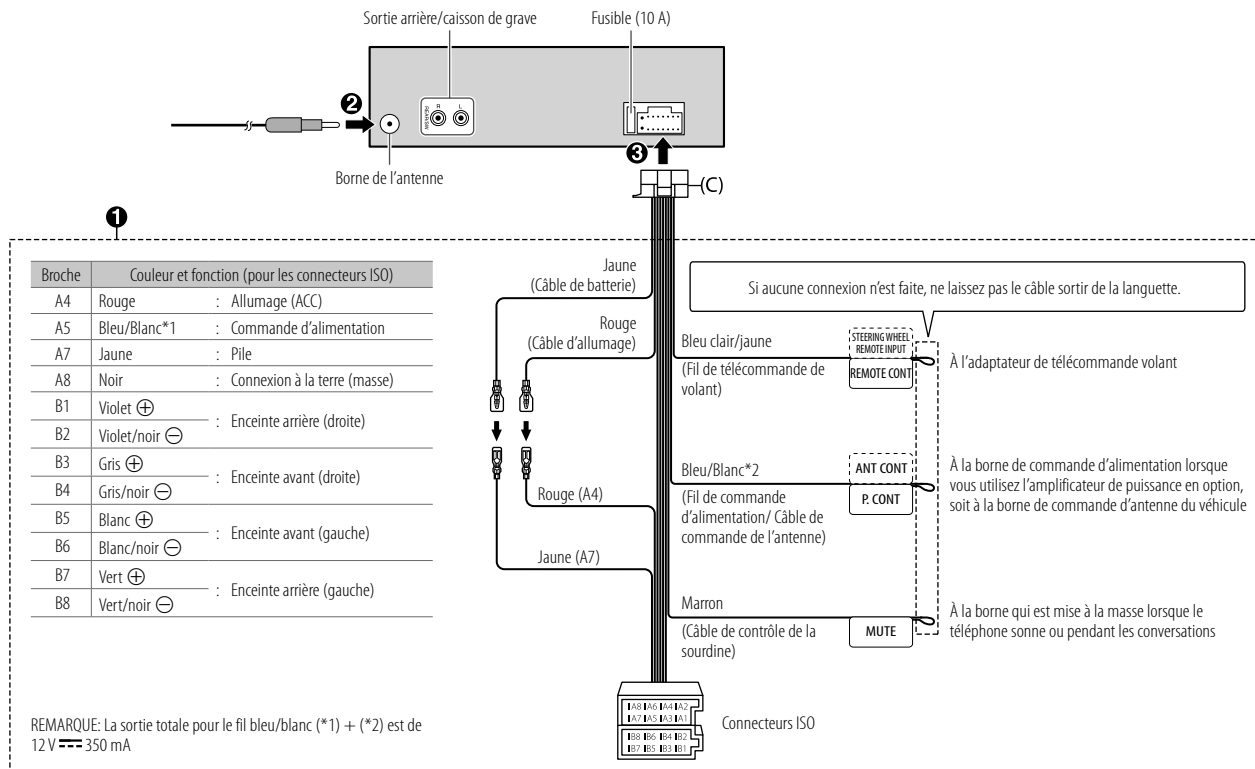 Sortie arrière/caisson de grave
Fusible (10 A)
❷
R
L
REAR/SW
❸
Borne de l'antenne
(C)
❶
Broche Couleur et fonction (pour les connecteurs ISO)
A4 Rouge : Allumage (ACC)
A5 Bleu/Blanc*1 : Commande d'alimentation
A7 Jaune : Pile
A8 Noir : Connexion à la terre (masse)
B1 Violet ⊕
: Enceinte arrière (droite)
B2 Violet/noir ⊖
B3 Gris ⊕
: Enceinte avant (droite)
B4 Gris/noir ⊖
B5 Blanc ⊕
: Enceinte avant (gauche)
B6 Blanc/noir ⊖
B7 Vert ⊕
: Enceinte arrière (gauche)
B8 Vert/noir ⊖
REMARQUE: La sortie totale pour le fil bleu/blanc (*1) + (*2) est de
12 V ⎓ 350 mA
Jaune
(Câble de batterie)
Rouge
(Câble d'allumage)
Rouge (A4)
Jaune (A7)
Si aucune connexion n'est faite, ne laissez pas le câble sortir de la languette.
Bleu clair/jaune
(Fil de télécommande de
volant)
STEERING WHEEL
REMOTE INPUT
REMOTE CONT
À l'adaptateur de télécommande volant
Bleu/Blanc*2
(Fil de commande
d'alimentation/ Câble de
commande de l'antenne)
ANT CONT
P. CONT
À la borne de commande d'alimentation lorsque
vous utilisez l'amplificateur de puissance en option,
soit à la borne de commande d'antenne du véhicule
Marron
(Câble de contrôle de la
sourdine)
MUTE
À la borne qui est mise à la masse lorsque le
téléphone sonne ou pendant les conversations
A8 A6 A4 A2
A7 A5 A3 A1
B8 B6 B4 B2
B7 B5 B3 B1
Connecteurs ISO